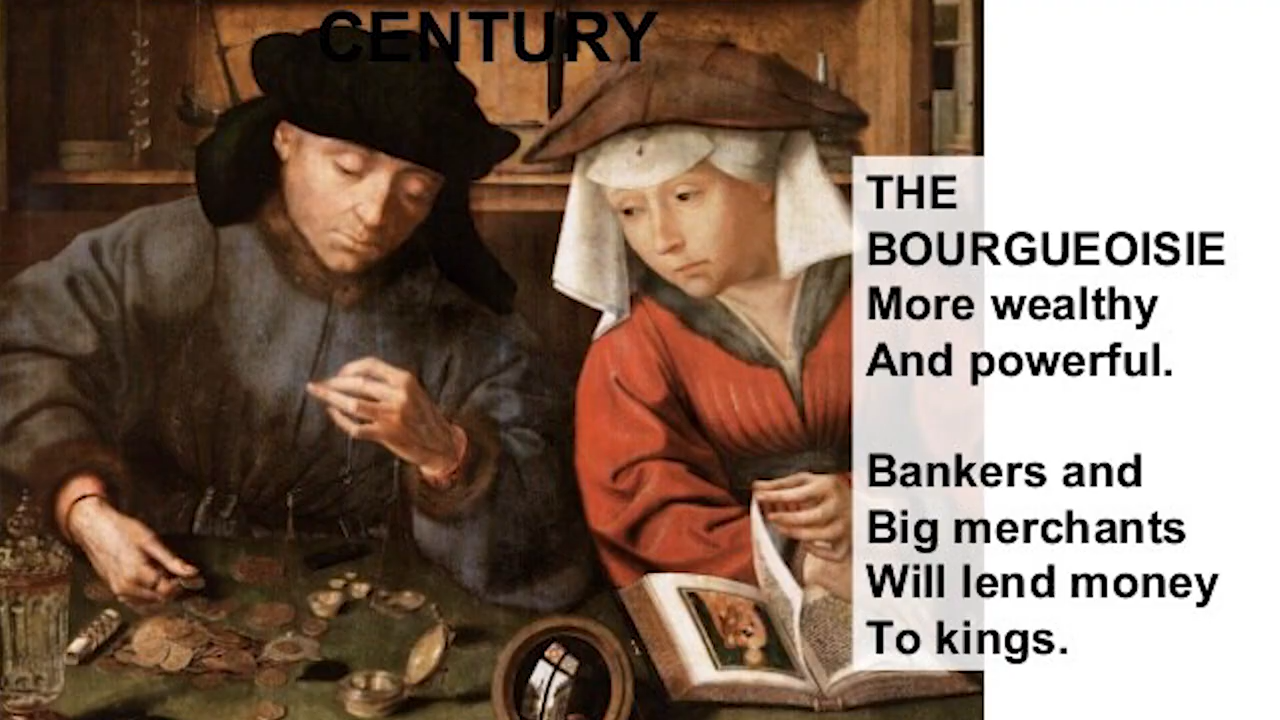 CENTURY
THE
BOURGUEOISIE
More wealthy
And powerful.
Bankers and
Big merchants
Will lend money
To kings.